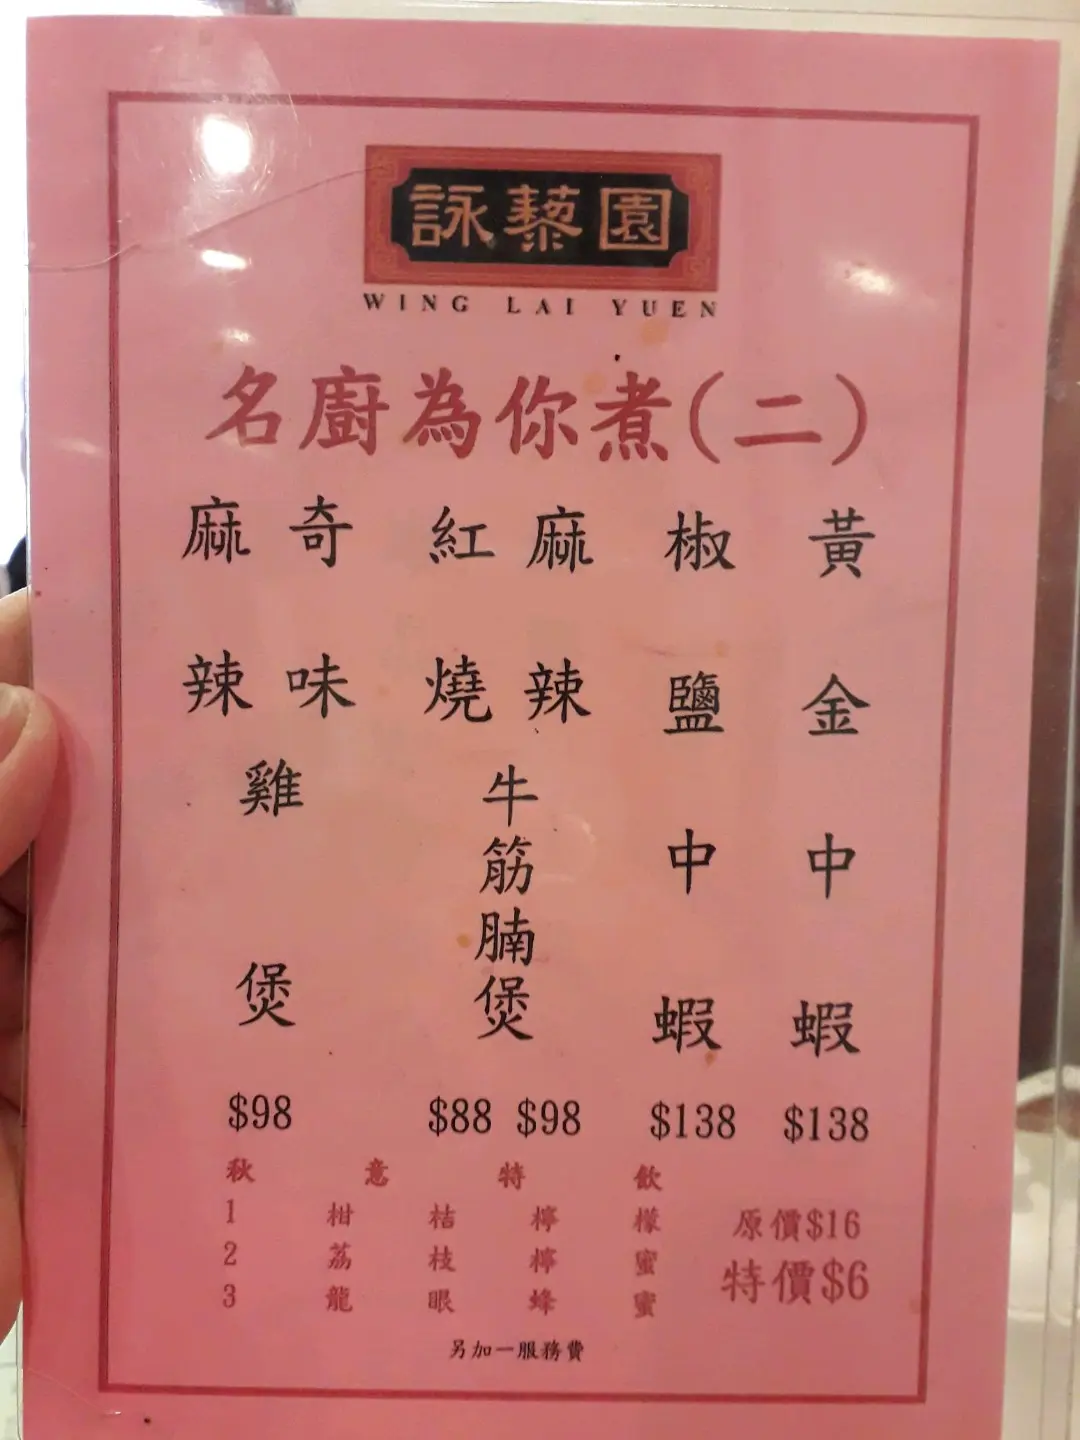 詠藜園
WING LAI YUEN
名廚為你煮(二)
黃金中蝦
$138
椒鹽中蝦
$138
麻辣
紅燒
牛筋腩煲
$88 $98
奇味
麻辣
雞煲
$98
秋意特飲
1 柑桔檸檬
2 荔枝檸蜜
3 龍眼蜂蜜
原價$16
特價$6
另加一服務費